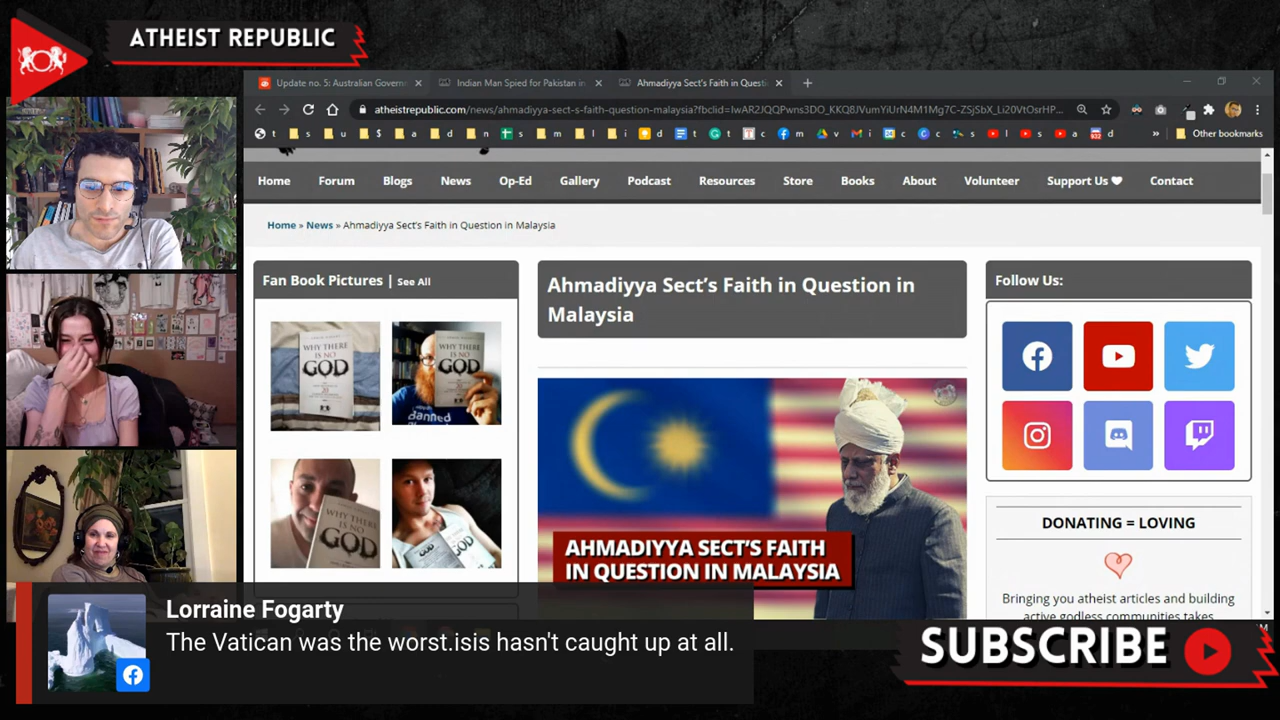 ATHEIST REPUBLIC
Update no. 5: Australian Govern
Indian Man Spied for Pakistan in
Ahmadiyya Sect's Faith in Questi
atheistrepublic.com/news/ahmadiyya-sect-s-faith-question-malaysia?fbclid=IwAR2JQQPwns3DO_KKQ8JVumYiUrN4M1Mg7C-ZSjSbX_Li20VtOsrHP...
t s u $ a d n s m l i d t t c m v i c c s l s a d » Other bookmarks
Home Forum Blogs News Op-Ed Gallery Podcast Resources Store Books About Volunteer Support Us Contact
Home » News » Ahmadiyya Sect's Faith in Question in Malaysia
Fan Book Pictures | See All
Ahmadiyya Sect's Faith in Question in
Malaysia
Follow Us:
WHY THERE
IS NO
GOD
WHY THERE
IS NO
GOD
danned
WHY THERE
IS NO
GOD
AHMADIYYA SECT'S FAITH
IN QUESTION IN MALAYSIA
DONATING = LOVING
Bringing you atheist articles and building
active godless communities takes
Lorraine Fogarty
The Vatican was the worst.isis hasn't caught up at all.
SUBSCRIBE